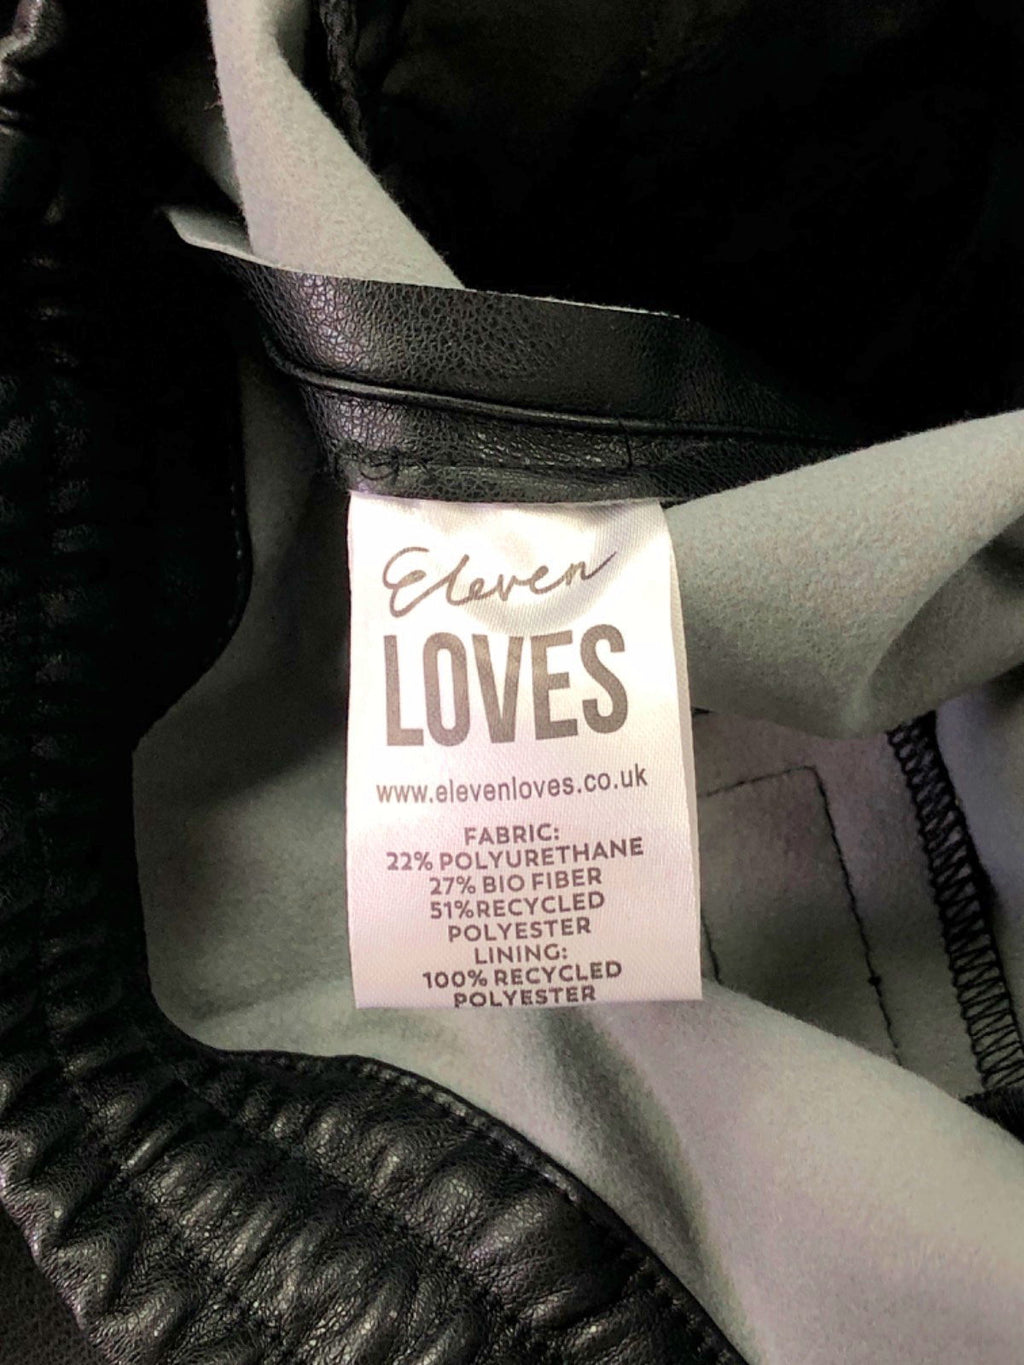 Eleven
LOVES
www.elevenloves.co.uk
FABRIC:
22% POLYURETHANE
27% BIO FIBER
51%RECYCLED
POLYESTER
LINING:
100% RECYCLED
POLYESTER